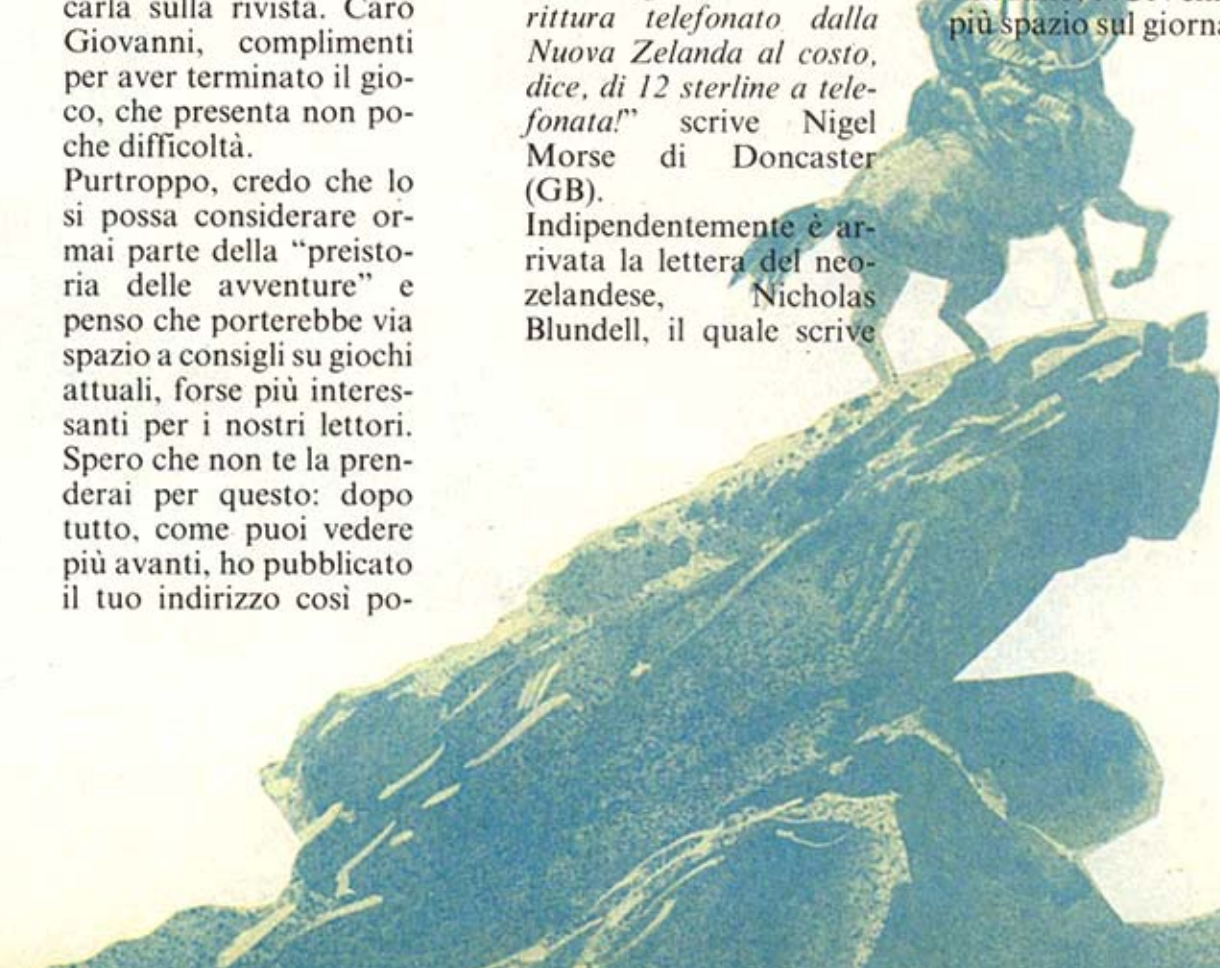 carla sulla rivista. Caro
Giovanni, complimenti
per aver terminato il gio-
co, che presenta non po-
che difficoltà.
Purtroppo, credo che lo
si possa considerare or-
mai parte della “preisto-
ria delle avventure” e
penso che porterebbe via
spazio a consigli su giochi
attuali, forse più interes-
santi per i nostri lettori.
Spero che non te la pren-
derai per questo: dopo
tutto, come puoi vedere
più avanti, ho pubblicato
il tuo indirizzo così po-
rittura telefonato dalla
Nuova Zelanda al costo,
dice, di 12 sterline a tele-
fonata!” scrive Nigel
Morse di Doncaster
(GB).
Indipendentemente è ar-
rivata la lettera del neo-
zelandese, Nicholas
Blundell, il quale scrive
più spazio sul giorna